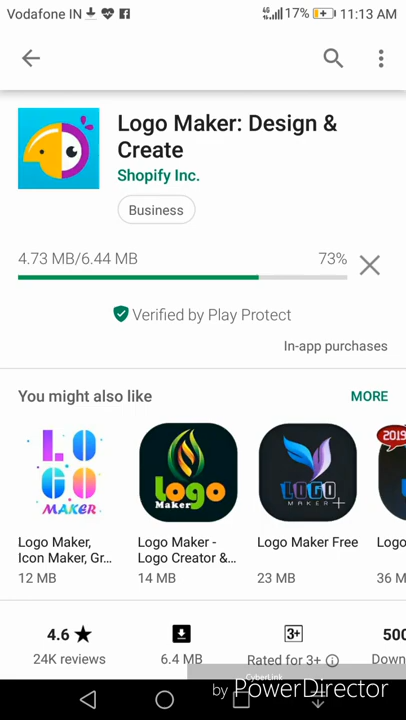 Vodafone IN 17% 11:13 AM
Logo Maker: Design &
Create
Shopify Inc.
Business
4.73 MB/6.44 MB 73%
Verified by Play Protect
In-app purchases
You might also like MORE
LOGO MAKER
Logo Maker
LOGO MAKER
2019
Logo Maker, Logo Maker - Logo Maker Free Logo
Icon Maker, Gr... Logo Creator &...
12 MB 14 MB 23 MB 36 M
4.6 3+ 500
24K reviews 6.4 MB Rated for 3+ Down
CyberLink
by PowerDirector